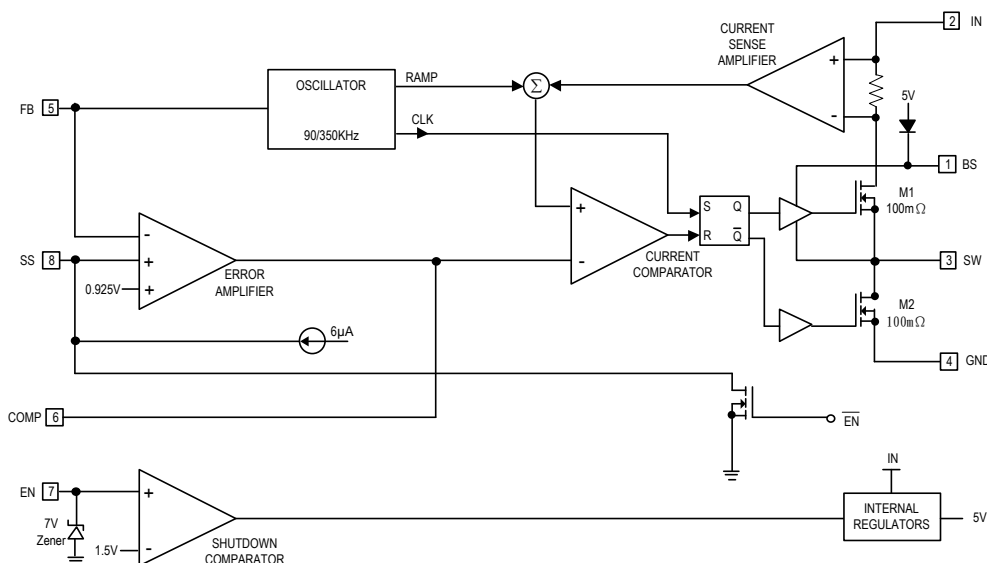 2 IN
CURRENT
SENSE
AMPLIFIER
+
-
OSCILLATOR
90/350KHz
RAMP
Σ
CLK
5V
FB 5
1 BS
M1
100mΩ
S Q
R Q̅
+
-
CURRENT
COMPARATOR
-
+
+
SS 8
0.925V
ERROR
AMPLIFIER
3 SW
M2
100mΩ
6µA
4 GND
COMP 6
E̅N̅
IN
EN 7
+
-
7V
Zener
1.5V
SHUTDOWN
COMPARATOR
INTERNAL
REGULATORS
5V